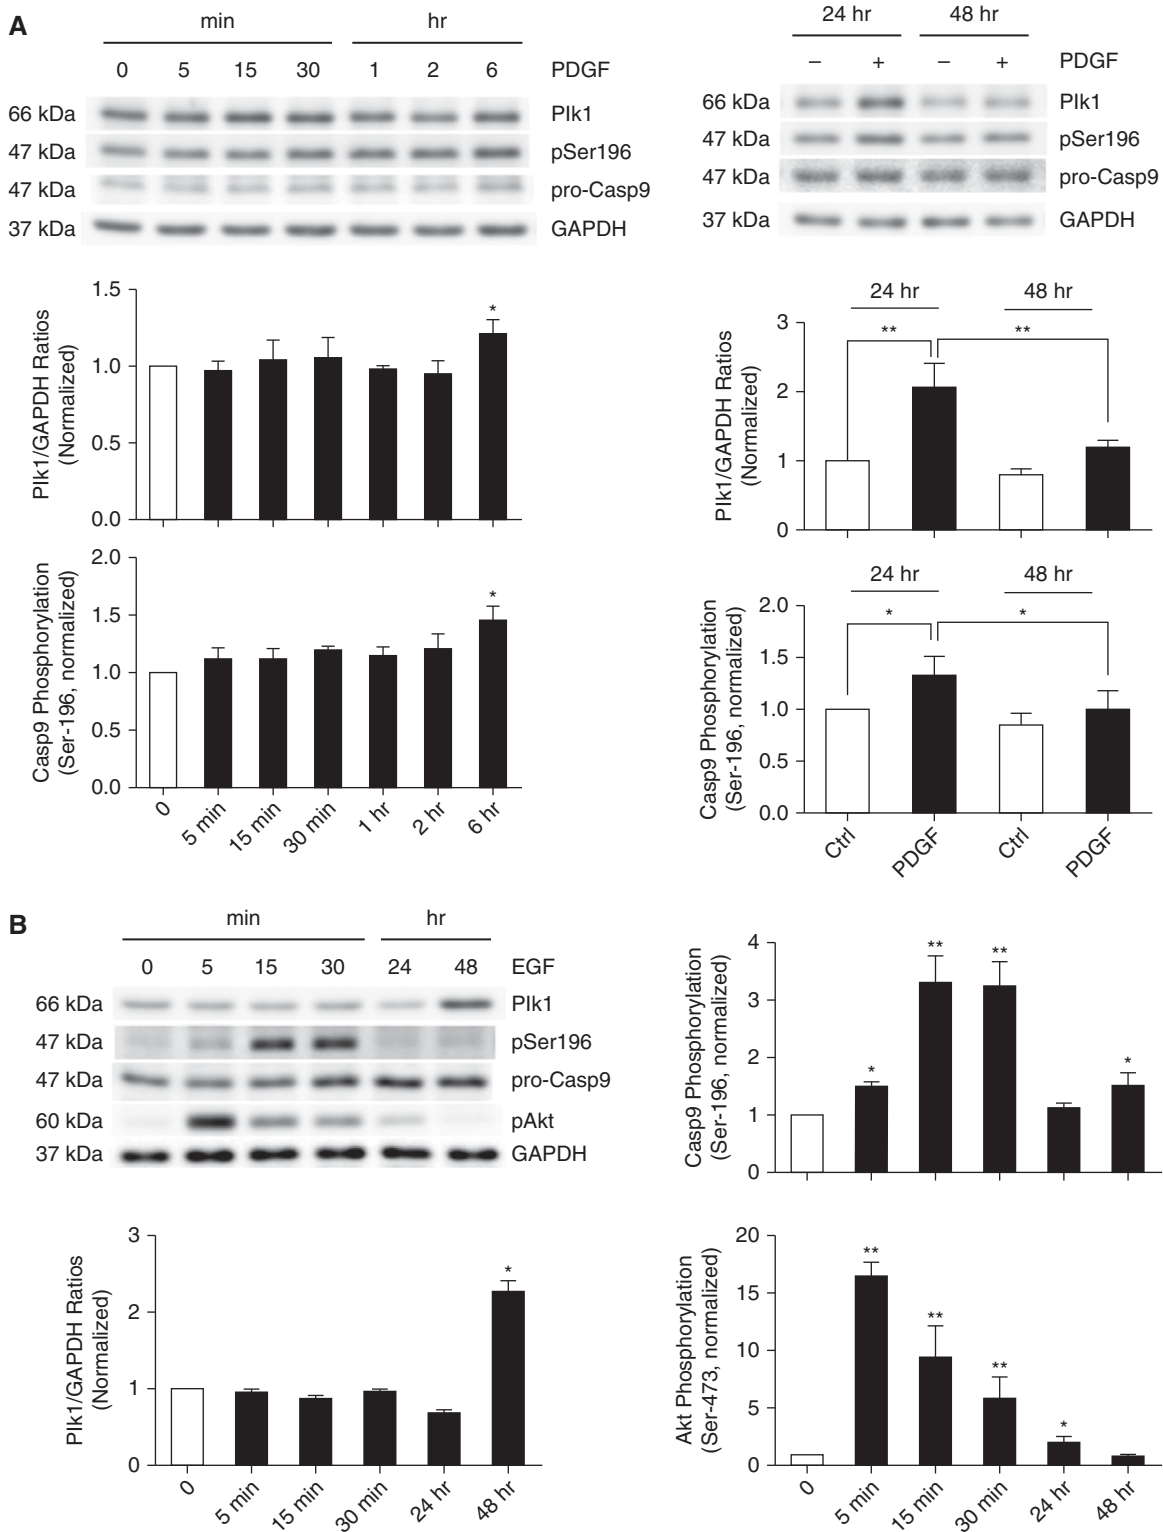 A
min hr
0 5 15 30 1 2 6 PDGF
66 kDa Plk1
47 kDa pSer196
47 kDa pro-Casp9
37 kDa GAPDH
24 hr 48 hr
– + – + PDGF
66 kDa Plk1
47 kDa pSer196
47 kDa pro-Casp9
37 kDa GAPDH
Plk1/GAPDH Ratios
(Normalized)
1.5
1.0
0.5
0.0
*
Casp9 Phosphorylation
(Ser-196, normalized)
2.0
1.5
1.0
0.5
0.0
*
0 5 min 15 min 30 min 1 hr 2 hr 6 hr
24 hr 48 hr
Plk1/GAPDH Ratios
(Normalized)
3
2
1
0
** **
24 hr 48 hr
Casp9 Phosphorylation
(Ser-196, normalized)
2.0
1.5
1.0
0.5
0.0
* *
Ctrl PDGF Ctrl PDGF
B
min hr
0 5 15 30 24 48 EGF
66 kDa Plk1
47 kDa pSer196
47 kDa pro-Casp9
60 kDa pAkt
37 kDa GAPDH
Casp9 Phosphorylation
(Ser-196, normalized)
4
3
2
1
0
* ** ** *
Plk1/GAPDH Ratios
(Normalized)
3
2
1
0
*
0 5 min 15 min 30 min 24 hr 48 hr
Akt Phosphorylation
(Ser-473, normalized)
20
15
10
5
0
** ** ** *
0 5 min 15 min 30 min 24 hr 48 hr